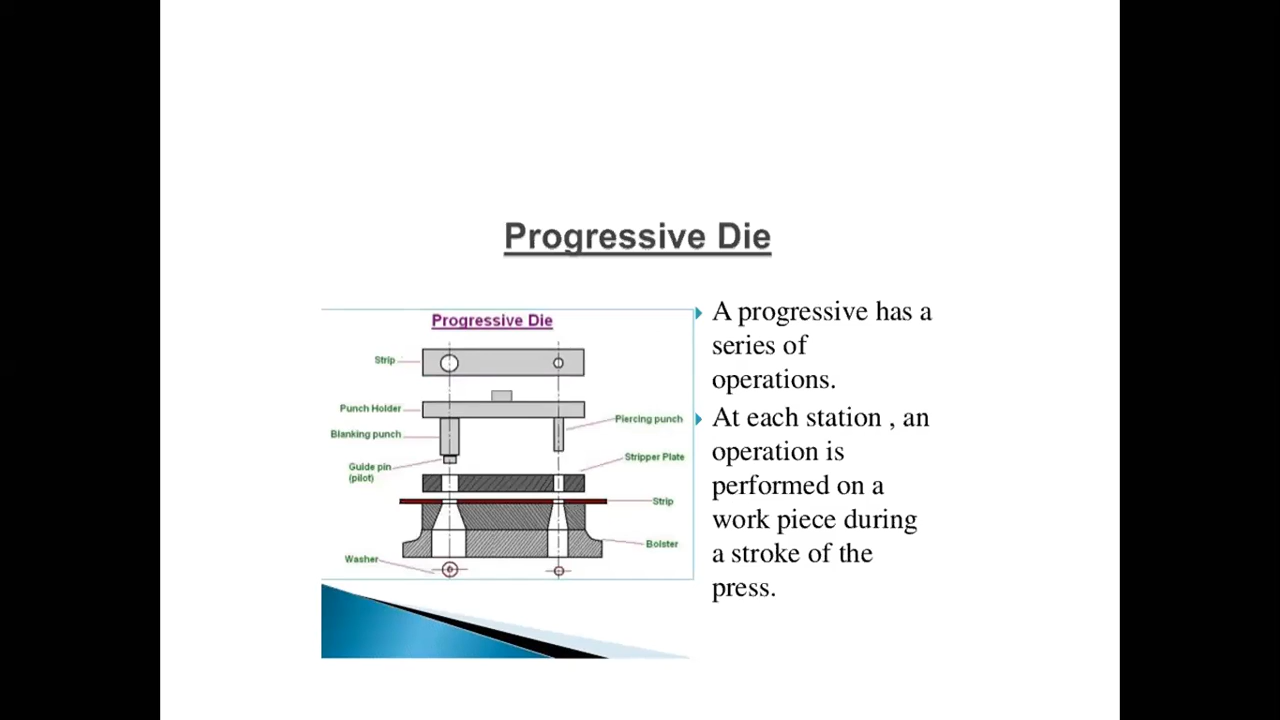 Progressive Die
Progressive Die
Strip
Punch Holder
Blanking punch
Piercing punch
Guide pin
(pilot)
Stripper Plate
Strip
Bolster
Washer
A progressive has a
series of
operations.
At each station , an
operation is
performed on a
work piece during
a stroke of the
press.